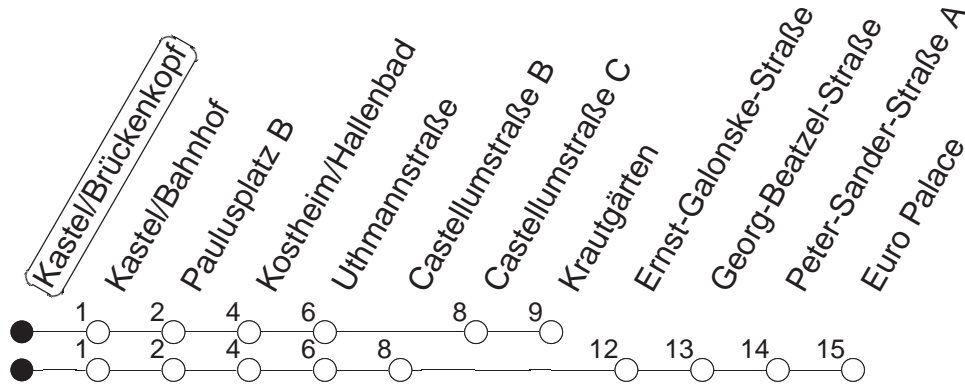 Kastel/Brückenkopf
Kastel/Bahnhof
Paulusplatz B
Kostheim/Hallenbad
Uthmannstraße
Castellumstraße B
Castellumstraße C
Krautgärten
Ernst-Galonske-Straße
Georg-Beatzel-Straße
Peter-Sander-Straße A
Euro Palace
1 2 4 6 8 9
1 2 4 6 8 12 13 14 15